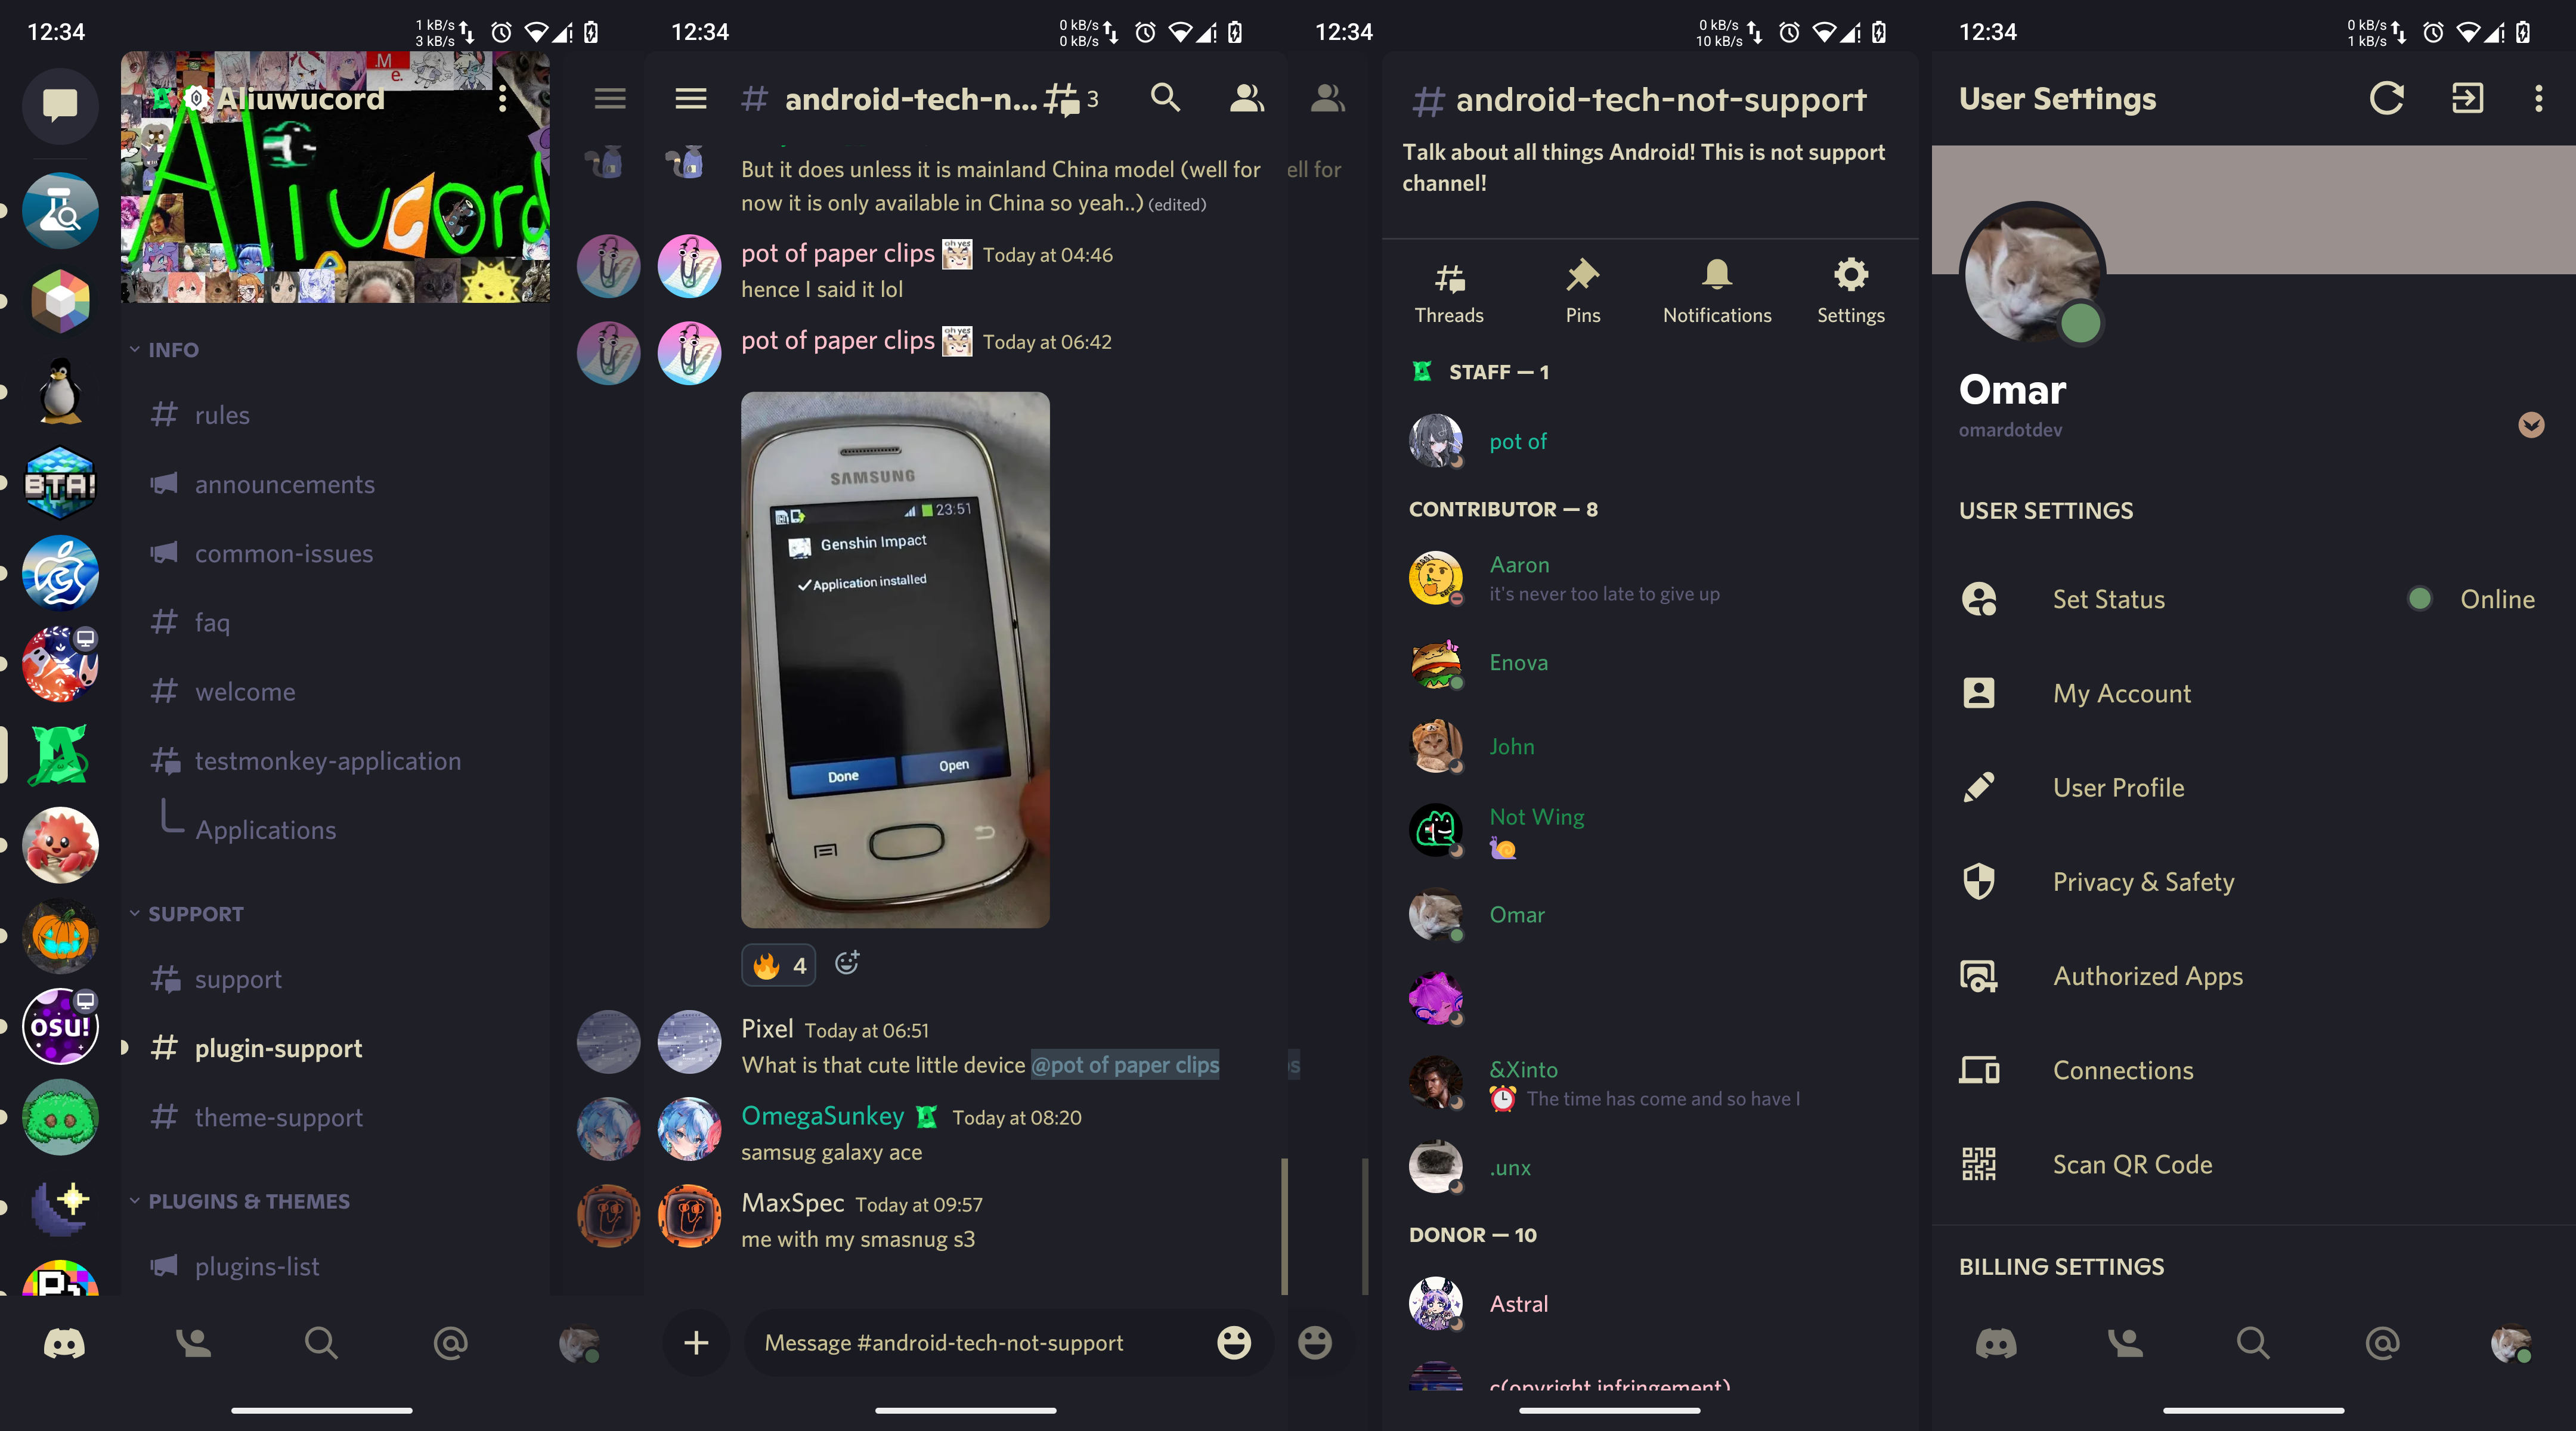 12:34
1 kB/s
3 kB/s
.M
e.
Aliuwucord
Aliucord
INFO
rules
announcements
common-issues
faq
welcome
testmonkey-application
Applications
SUPPORT
support
plugin-support
theme-support
PLUGINS & THEMES
plugins-list
BTA!
osu!
12:34
0 kB/s
0 kB/s
# android-tech-n... 3
But it does unless it is mainland China model (well for
now it is only available in China so yeah..) (edited)
pot of paper clips oh yes Today at 04:46
hence I said it lol
pot of paper clips oh yes Today at 06:42
SAMSUNG
23:51
Genshin Impact
Application installed
Done
Open
🔥 4
Pixel Today at 06:51
What is that cute little device @pot of paper clips
OmegaSunkey Today at 08:20
samsug galaxy ace
MaxSpec Today at 09:57
me with my smasnug s3
Message #android-tech-not-support
12:34
0 kB/s
10 kB/s
ell for
s
# android-tech-not-support
Talk about all things Android! This is not support
channel!
Threads
Pins
Notifications
Settings
STAFF — 1
pot of
CONTRIBUTOR — 8
Aaron
it's never too late to give up
Enova
John
Not Wing
🐌
Omar
&Xinto
⏰ The time has come and so have I
.unx
DONOR — 10
Astral
c(opyright infringement)
12:34
0 kB/s
1 kB/s
User Settings
Omar
omardotdev
USER SETTINGS
Set Status
Online
My Account
User Profile
Privacy & Safety
Authorized Apps
Connections
Scan QR Code
BILLING SETTINGS